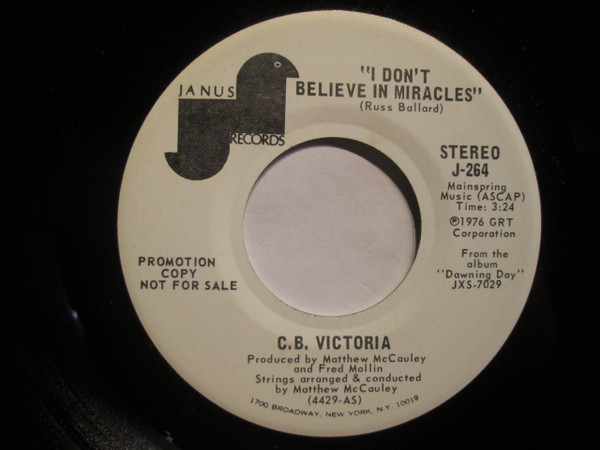 JANUS
RECORDS
"I DON'T
BELIEVE IN MIRACLES"
(Russ Ballard)
STEREO
J-264
Mainspring
Music (ASCAP)
Time: 3:24
℗1976 GRT
Corporation
From the
album
"Dawning Day"
JXS-7029
PROMOTION
COPY
NOT FOR SALE
C.B. VICTORIA
Produced by Matthew McCauley
and Fred Mollin
Strings arranged & conducted
by Matthew McCauley
(4429-AS)
1700 BROADWAY, NEW YORK, N.Y. 10019